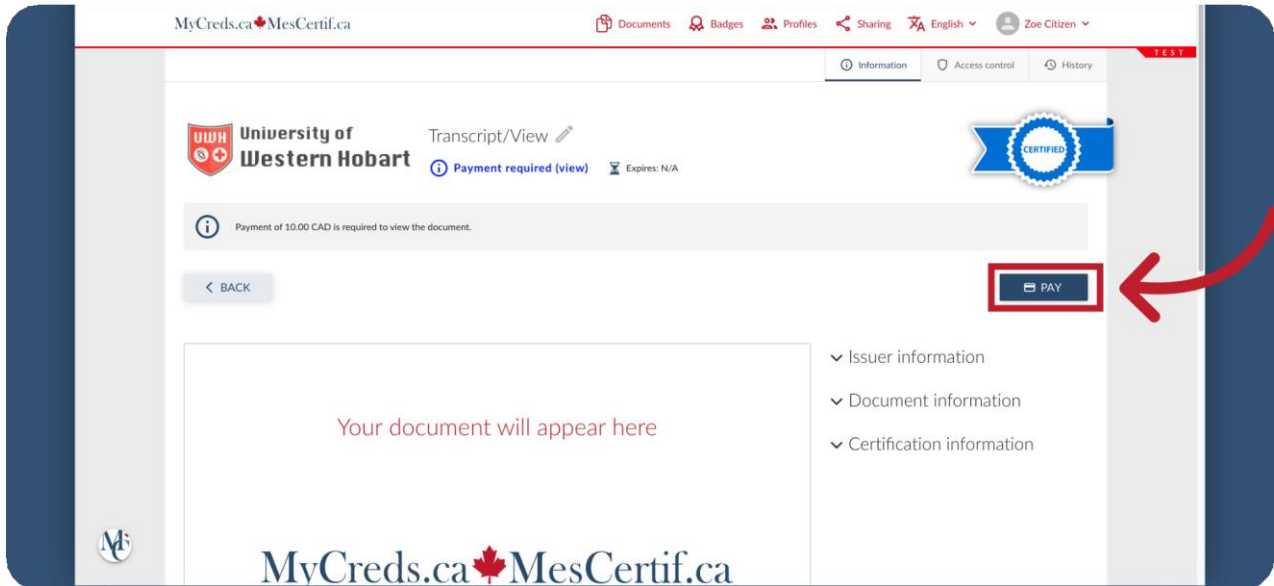 MyCreds.ca MesCertif.ca
Documents
Badges
Profiles
Sharing
English
Zoe Citizen
TEST
Information
Access control
History
UWH
University of
Western Hobart
Transcript/View
Payment required (view)
Expires: N/A
CERTIFIED
Payment of 10.00 CAD is required to view the document.
BACK
PAY
Your document will appear here
Issuer information
Document information
Certification information
MyCreds.ca MesCertif.ca